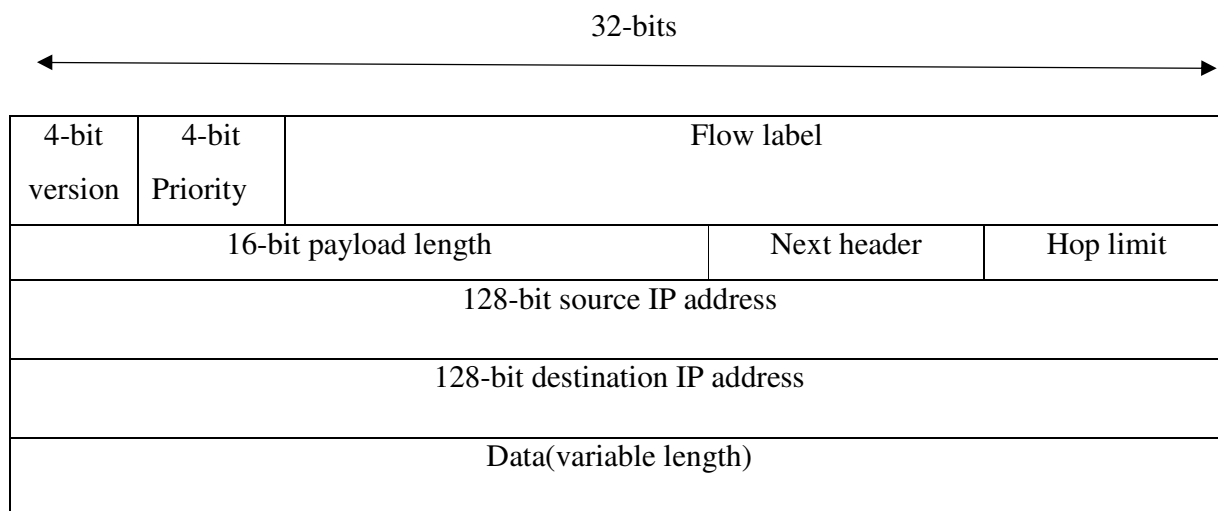 32-bits
4-bit version
4-bit Priority
Flow label
16-bit payload length
Next header
Hop limit
128-bit source IP address
128-bit destination IP address
Data(variable length)